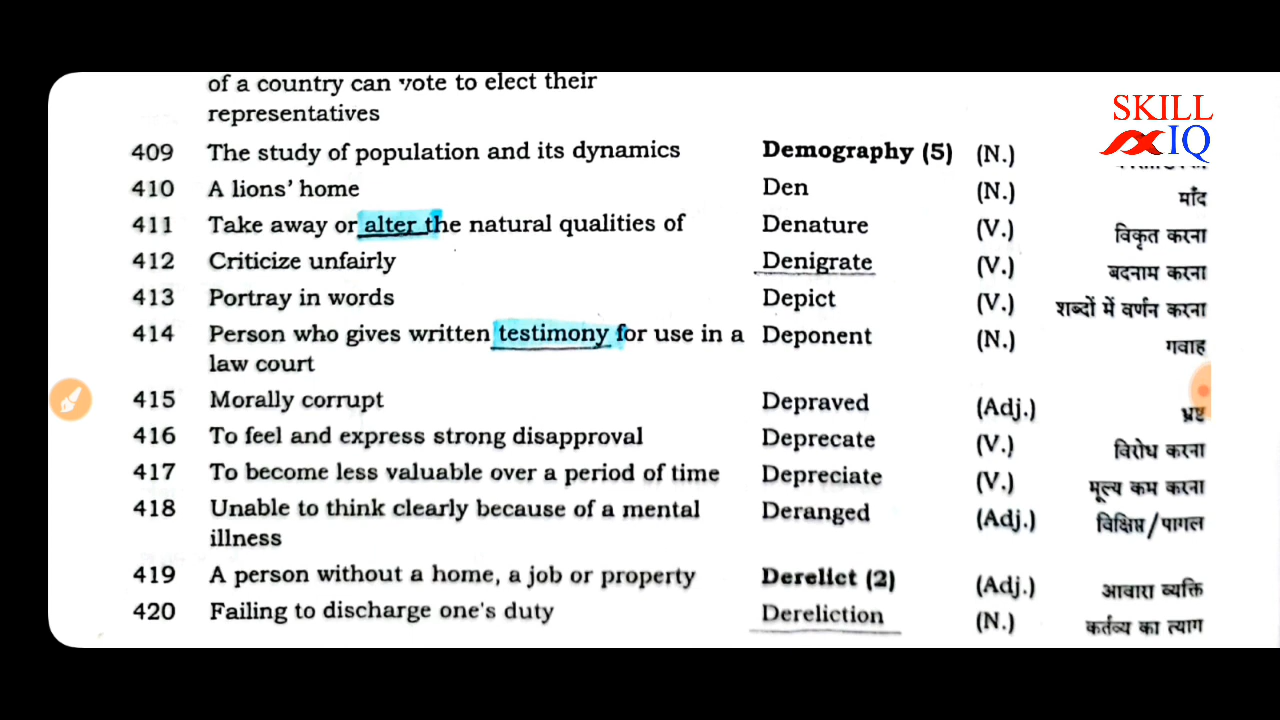 of a country can vote to elect their
representatives
SKILL
IQ
409 The study of population and its dynamics Demography (5) (N.)
410 A lions' home Den (N.) माँद
411 Take away or alter the natural qualities of Denature (V.) विकृत करना
412 Criticize unfairly Denigrate (V.) बदनाम करना
413 Portray in words Depict (V.) शब्दों में वर्णन करना
414 Person who gives written testimony for use in a Deponent (N.) गवाह
law court
415 Morally corrupt Depraved (Adj.) भ्रष्ट
416 To feel and express strong disapproval Deprecate (V.) विरोध करना
417 To become less valuable over a period of time Depreciate (V.) मूल्य कम करना
418 Unable to think clearly because of a mental Deranged (Adj.) विक्षिप्त/पागल
illness
419 A person without a home, a job or property Derelict (2) (Adj.) आवारा व्यक्ति
420 Failing to discharge one's duty Dereliction (N.) कर्तव्य का त्याग